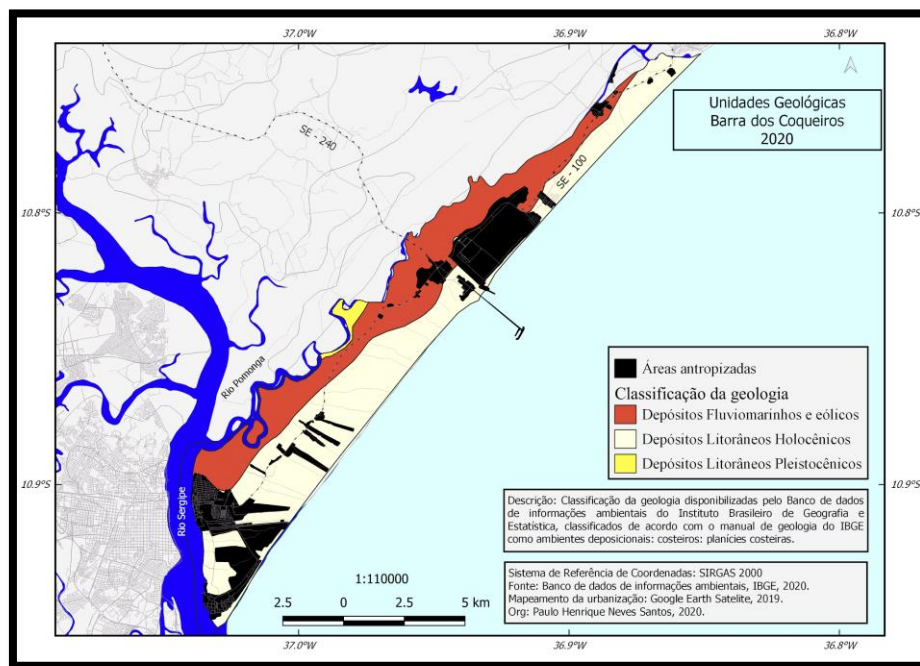 37.0°W
36.9°W
36.8°W
Unidades Geológicas
Barra dos Coqueiros
2020
SE - 240
SE - 100
10.8°S
10.8°S
Rio Pomonga
Áreas antropizadas
Classificação da geologia
Depósitos Fluviomarinhos e eólicos
Depósitos Litorâneos Holocênicos
Depósitos Litorâneos Pleistocênicos
10.9°S
10.9°S
Rio Sergipe
Descrição: Classificação da geologia disponibilizadas pelo Banco de dados
de informações ambientais do Instituto Brasileiro de Geografia e
Estatística, classificados de acordo com o manual de geologia do IBGE
como ambientes deposicionais: costeiros: planícies costeiras.
Sistema de Referência de Coordenadas: SIRGAS 2000
Fonte: Banco de dados de informações ambientais, IBGE, 2020.
Mapeamento da urbanização: Google Earth Satelite, 2019.
Org: Paulo Henrique Neves Santos, 2020.
1:110000
2.5 0 2.5 5 km
37.0°W
36.9°W
36.8°W